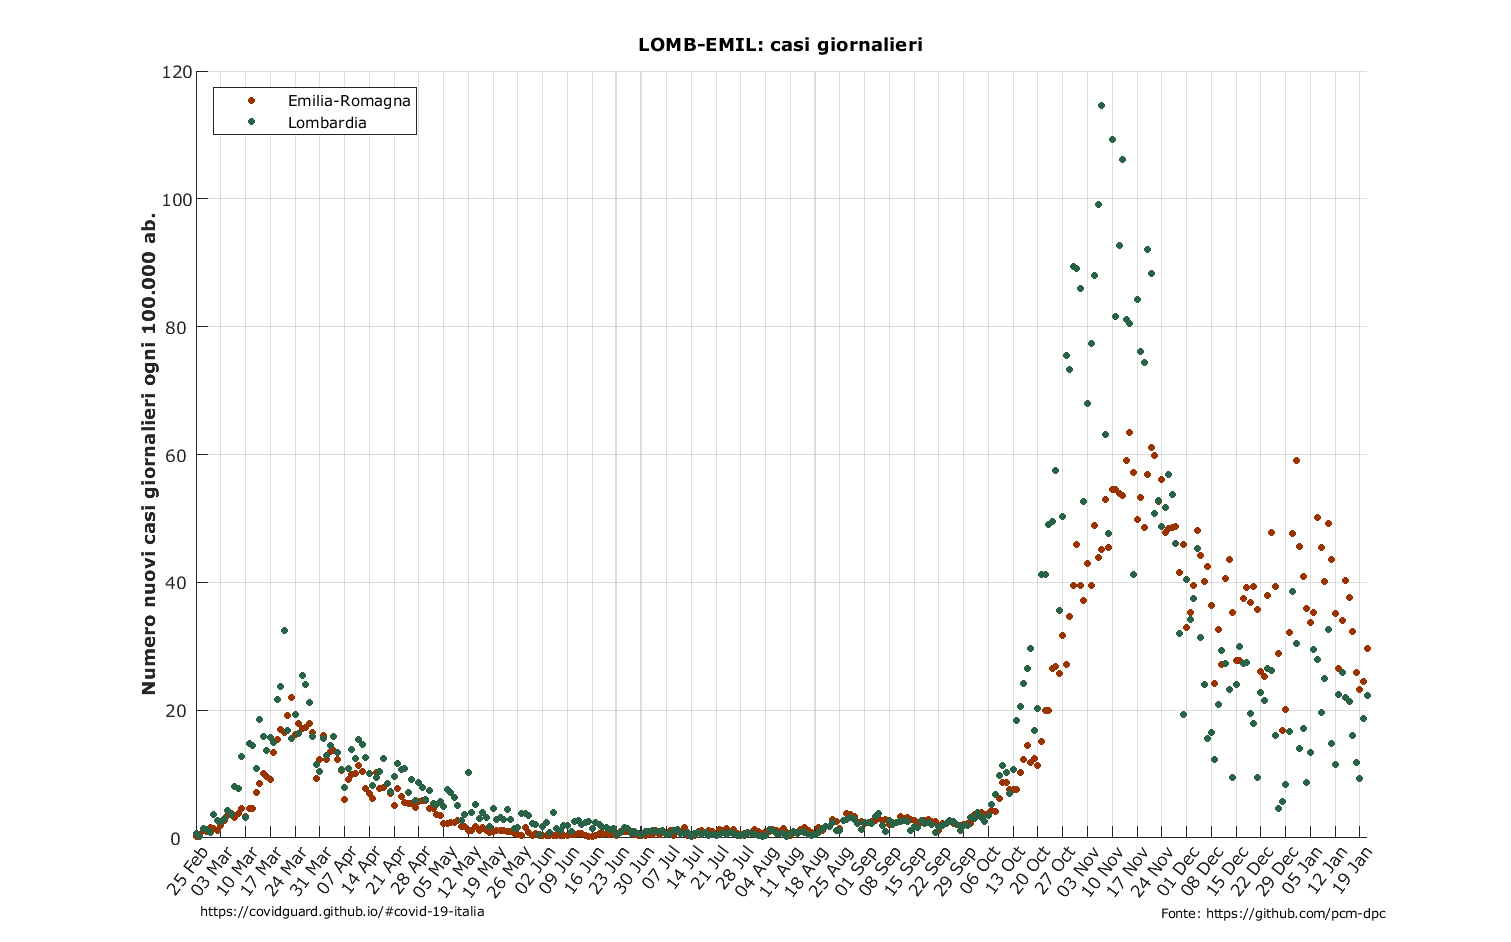 LOMB-EMIL: casi giornalieri
Numero nuovi casi giornalieri ogni 100.000 ab.
120
100
80
60
40
20
0
Emilia-Romagna
Lombardia
25 Feb
03 Mar
10 Mar
17 Mar
24 Mar
31 Mar
07 Apr
14 Apr
21 Apr
28 Apr
05 May
12 May
19 May
26 May
02 Jun
09 Jun
16 Jun
23 Jun
30 Jun
07 Jul
14 Jul
21 Jul
28 Jul
04 Aug
11 Aug
18 Aug
25 Aug
01 Sep
08 Sep
15 Sep
22 Sep
29 Sep
06 Oct
13 Oct
20 Oct
27 Oct
03 Nov
10 Nov
17 Nov
24 Nov
01 Dec
08 Dec
15 Dec
22 Dec
29 Dec
05 Jan
12 Jan
19 Jan
https://covidguard.github.io/#covid-19-italia
Fonte: https://github.com/pcm-dpc